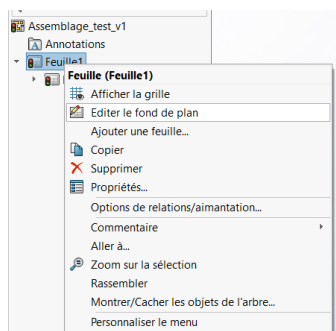 Assemblage_test_v1
Annotations
Feuille1
Feuille (Feuille1)
Afficher la grille
Editer le fond de plan
Ajouter une feuille...
Copier
Supprimer
Propriétés...
Options de relations/aimantation...
Commentaire
Aller à...
Zoom sur la sélection
Rassembler
Montrer/Cacher les objets de l'arbre...
Personnaliser le menu